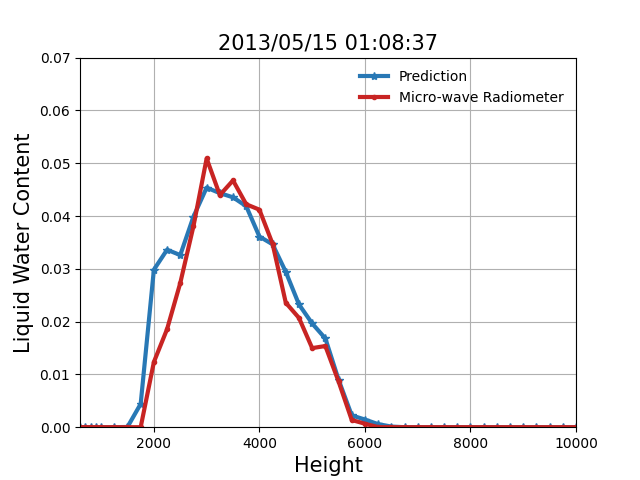 2013/05/15 01:08:37
0.07
0.06
0.05
0.04
0.03
0.02
0.01
0.00
Liquid Water Content
Prediction
Micro-wave Radiometer
2000 4000 6000 8000 10000
Height